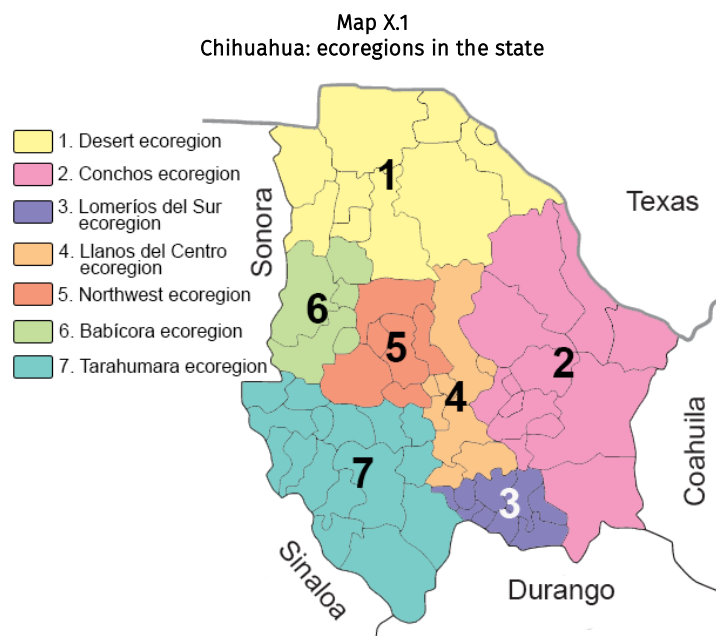 Map X.1
Chihuahua: ecoregions in the state
1. Desert ecoregion
2. Conchos ecoregion
3. Lomeríos del Sur
ecoregion
4. Llanos del Centro
ecoregion
5. Northwest ecoregion
6. Babícora ecoregion
7. Tarahumara ecoregion
Sonora
Texas
Coahuila
Durango
Sinaloa
1
6
5
2
4
7
3